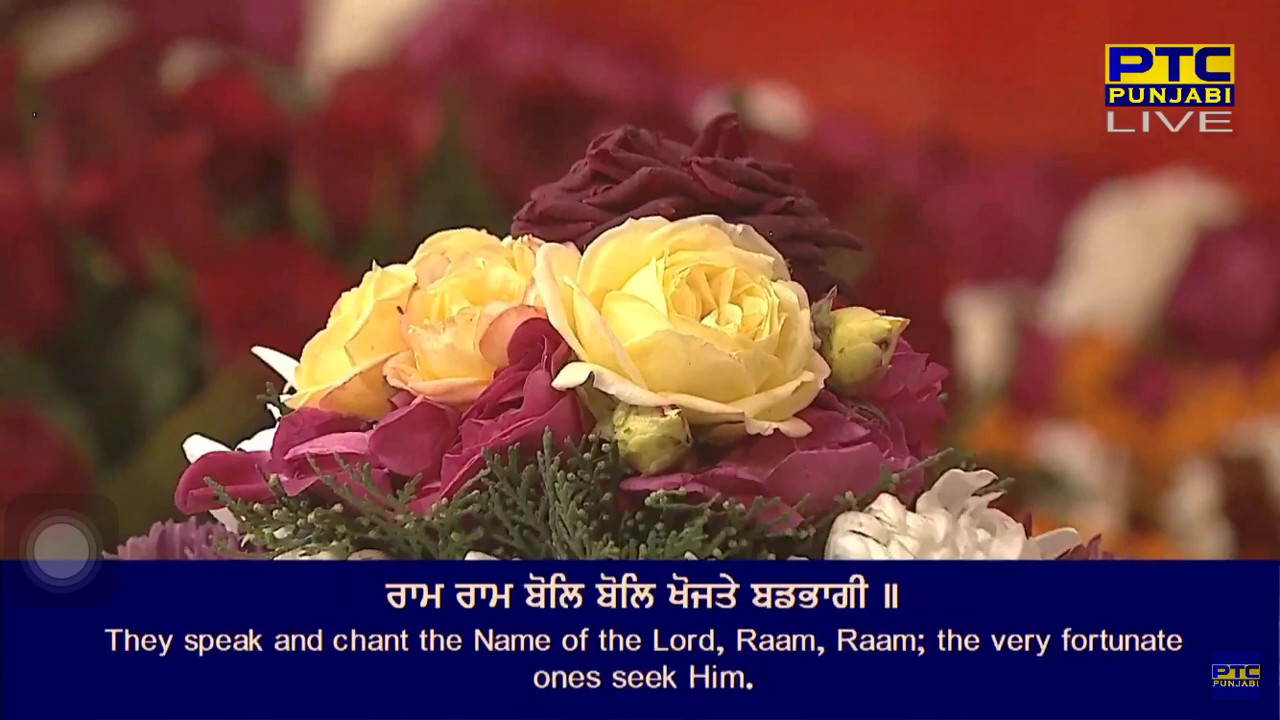 PTC
PUNJABI
LIVE
ਰਾਮ ਰਾਮ ਬੋਲਿ ਬੋਲਿ ਖੋਜਤੇ ਬਡਭਾਗੀ ॥
They speak and chant the Name of the Lord, Raam, Raam; the very fortunate
ones seek Him.
PTC
PUNJABI